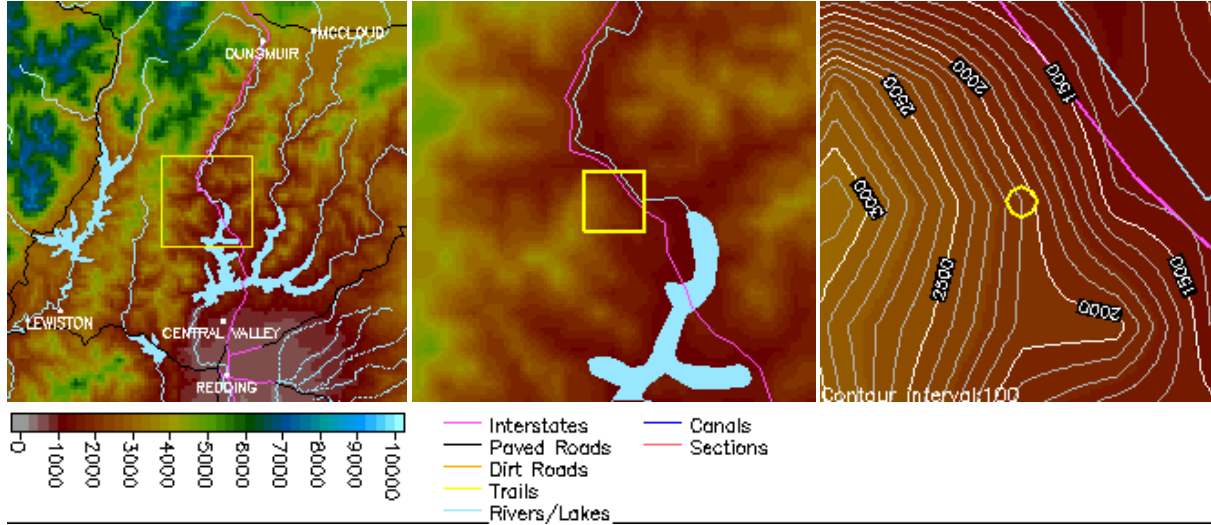 MCCLOUD
DUNSMUIR
LEWISTON
CENTRAL VALLEY
REDDING
2000
1500
2500
3000
2500
2000
1500
Contour interval:100
0
1000
2000
3000
4000
5000
6000
7000
8000
9000
10000
Interstates
Paved Roads
Dirt Roads
Trails
Rivers/Lakes
Canals
Sections